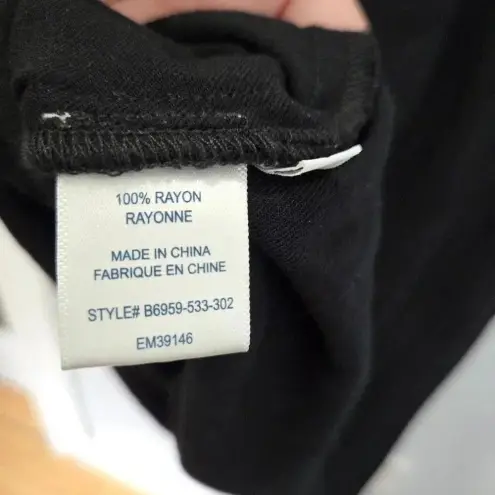 100% RAYON
RAYONNE
MADE IN CHINA
FABRIQUE EN CHINE
STYLE# B6959-533-302
EM39146